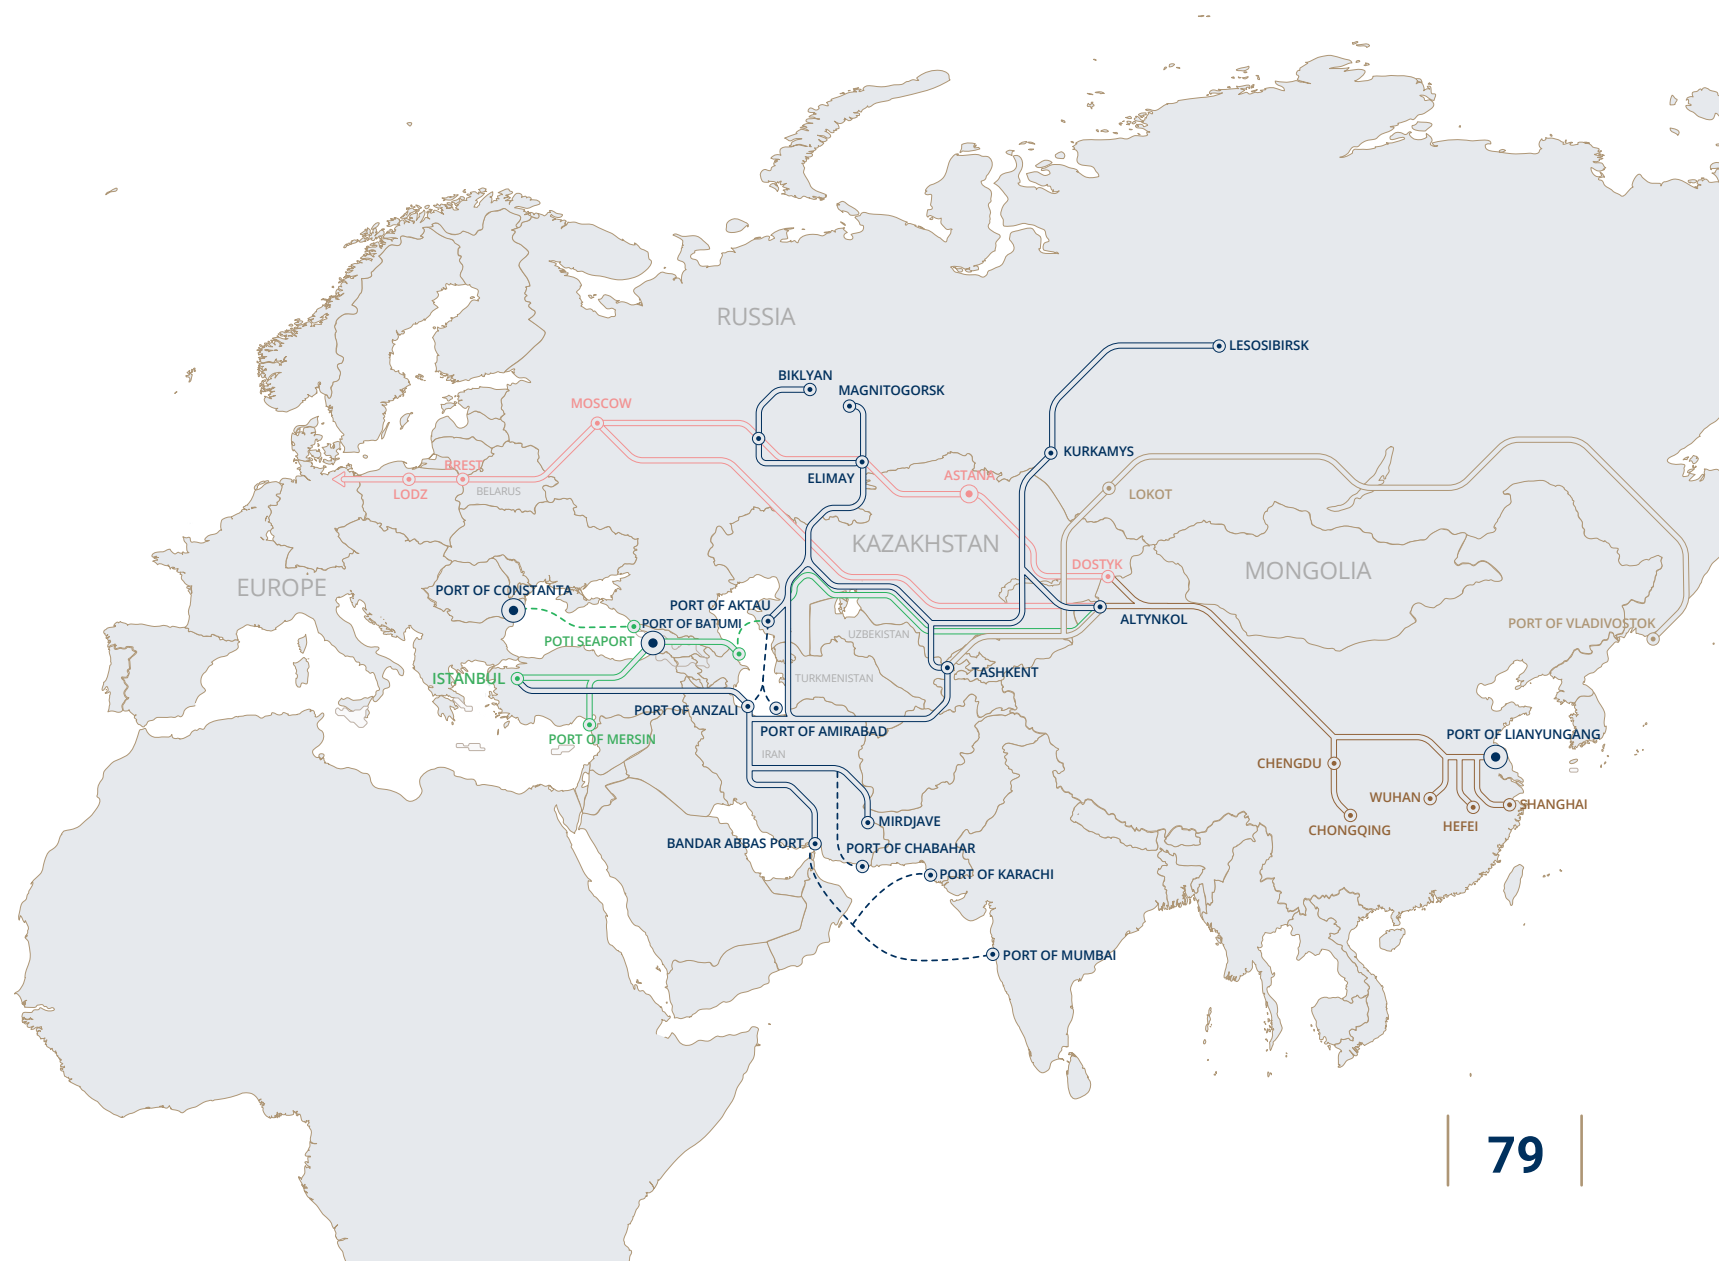 RUSSIA
LESOSIBIRSK
BIKLYAN
MAGNITOGORSK
MOSCOW
KURKAMYS
BREST
ELIMAY
ASTANA
LODZ
BELARUS
LOKOT
KAZAKHSTAN
DOSTYK
MONGOLIA
EUROPE
PORT OF CONSTANTA
PORT OF AKTAU
PORT OF BATUMI
ALTYNKOL
PORT OF VLADIVOSTOK
POTI SEAPORT
UZBEKISTAN
TASHKENT
ISTANBUL
TURKMENISTAN
PORT OF ANZALI
PORT OF AMIRABAD
PORT OF MERSIN
PORT OF LIANYUNGANG
IRAN
CHENGDU
WUHAN
SHANGHAI
MIRDJAVE
HEFEI
CHONGQING
BANDAR ABBAS PORT
PORT OF CHABAHAR
PORT OF KARACHI
PORT OF MUMBAI
79